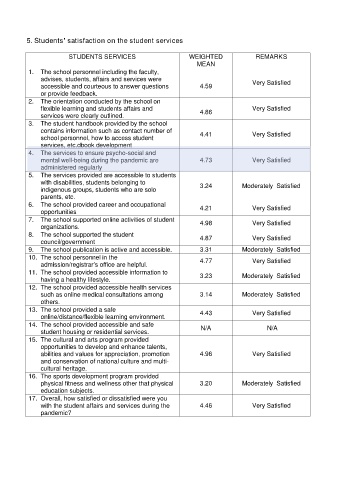 5. Students' satisfaction on the student services
STUDENTS SERVICES WEIGHTED REMARKS
MEAN
1. The school personnel including the faculty,
advises, students, affairs and services were
accessible and courteous to answer questions
or provide feedback. 4.59 Very Satisfied
2. The orientation conducted by the school on
flexible learning and students affairs and
services were clearly outlined. 4.86 Very Satisfied
3. The student handbook provided by the school
contains information such as contact number of
school personnel, how to access student
services, etc.dbook development 4.41 Very Satisfied
4. The services to ensure psycho-social and
mental well-being during the pandemic are
administered regularly 4.73 Very Satisfied
5. The services provided are accessible to students
with disabilities, students belonging to
indigenous groups, students who are solo
parents, etc. 3.24 Moderately Satisfied
6. The school provided career and occupational
opportunities 4.21 Very Satisfied
7. The school supported online activities of student
organizations. 4.98 Very Satisfied
8. The school supported the student
council/government 4.87 Very Satisfied
9. The school publication is active and accessible. 3.31 Moderately Satisfied
10. The school personnel in the
admission/registrar's office are helpful. 4.77 Very Satisfied
11. The school provided accessible information to
having a healthy lifestyle. 3.23 Moderately Satisfied
12. The school provided accessible health services
such as online medical consultations among
others. 3.14 Moderately Satisfied
13. The school provided a safe
online/distance/flexible learning environment. 4.43 Very Satisfied
14. The school provided accessible and safe
student housing or residential services. N/A N/A
15. The cultural and arts program provided
opportunities to develop and enhance talents,
abilities and values for appreciation, promotion
and conservation of national culture and multi-
cultural heritage. 4.96 Very Satisfied
16. The sports development program provided
physical fitness and wellness other that physical
education subjects. 3.20 Moderately Satisfied
17. Overall, how satisfied or dissatisfied were you
with the student affairs and services during the
pandemic? 4.46 Very Satisfied